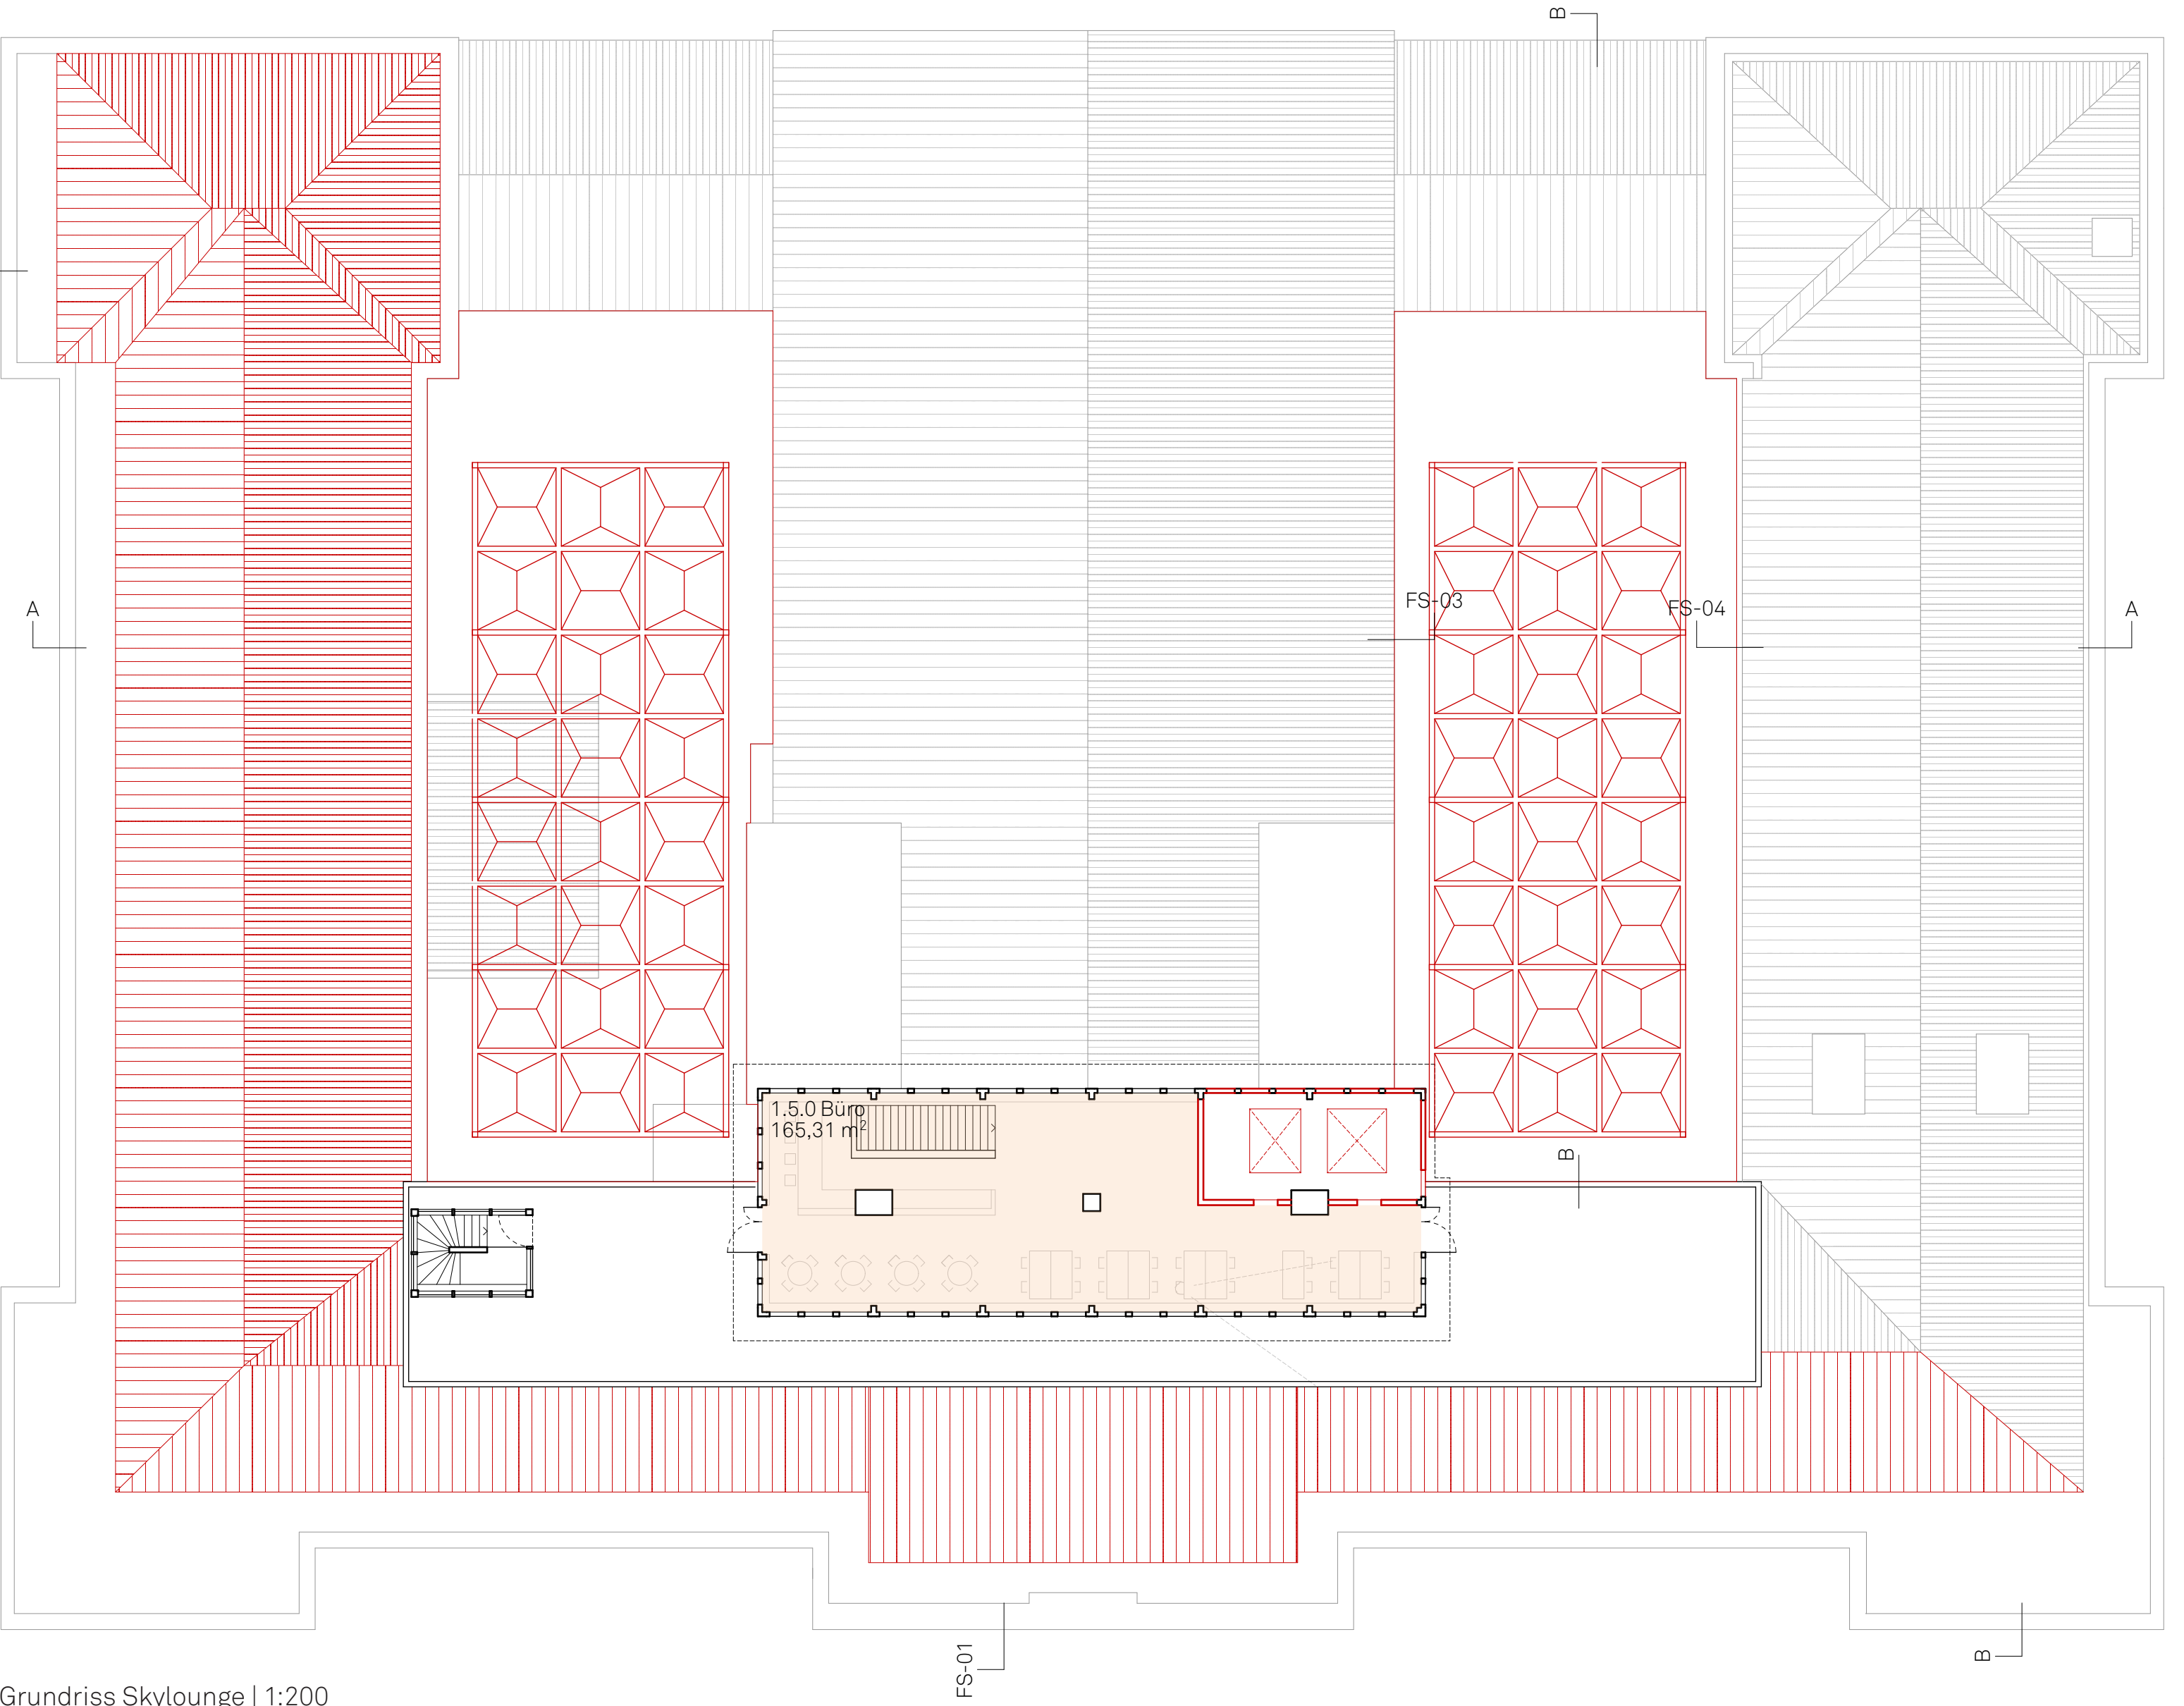 B
A
FS-03
FS-04
A
1.5.0 Büro
165,31 m²
B
FS-01
B
Grundriss Skylounge | 1:200